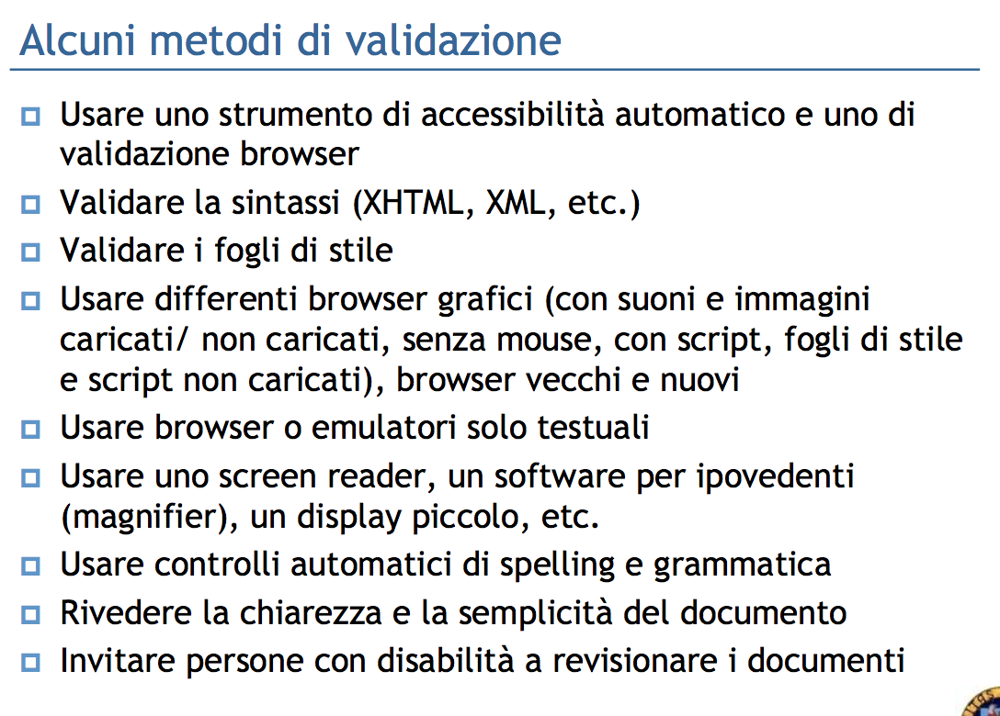 Alcuni metodi di validazione
Usare uno strumento di accessibilità automatico e uno di
validazione browser
Validare la sintassi (XHTML, XML, etc.)
Validare i fogli di stile
Usare differenti browser grafici (con suoni e immagini
caricati/ non caricati, senza mouse, con script, fogli di stile
e script non caricati), browser vecchi e nuovi
Usare browser o emulatori solo testuali
Usare uno screen reader, un software per ipovedenti
(magnifier), un display piccolo, etc.
Usare controlli automatici di spelling e grammatica
Rivedere la chiarezza e la semplicità del documento
Invitare persone con disabilità a revisionare i documenti